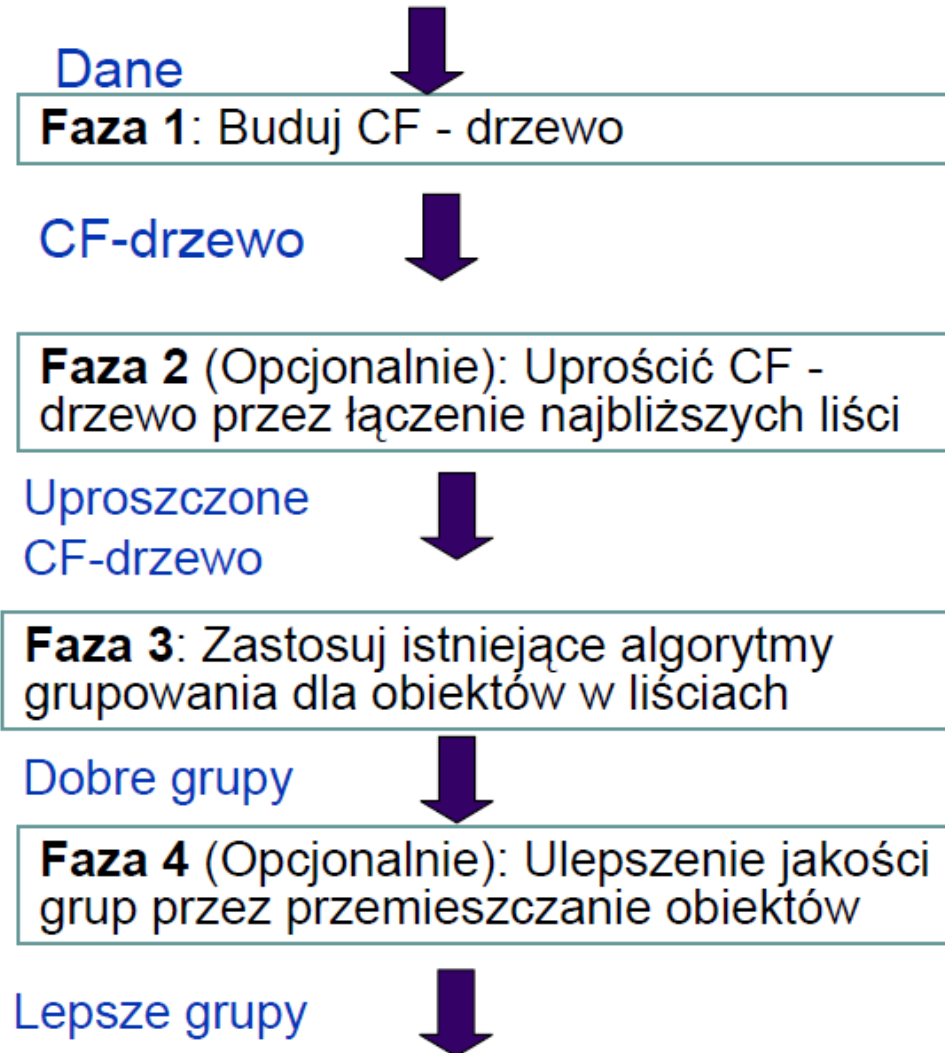 Dane
Faza 1: Buduj CF - drzewo
CF-drzewo
Faza 2 (Opcjonalnie): Uprościć CF -
drzewo przez łączenie najbliższych liści
Uproszczone
CF-drzewo
Faza 3: Zastosuj istniejące algorytmy
grupowania dla obiektów w liściach
Dobre grupy
Faza 4 (Opcjonalnie): Ulepszenie jakości
grup przez przemieszczanie obiektów
Lepsze grupy